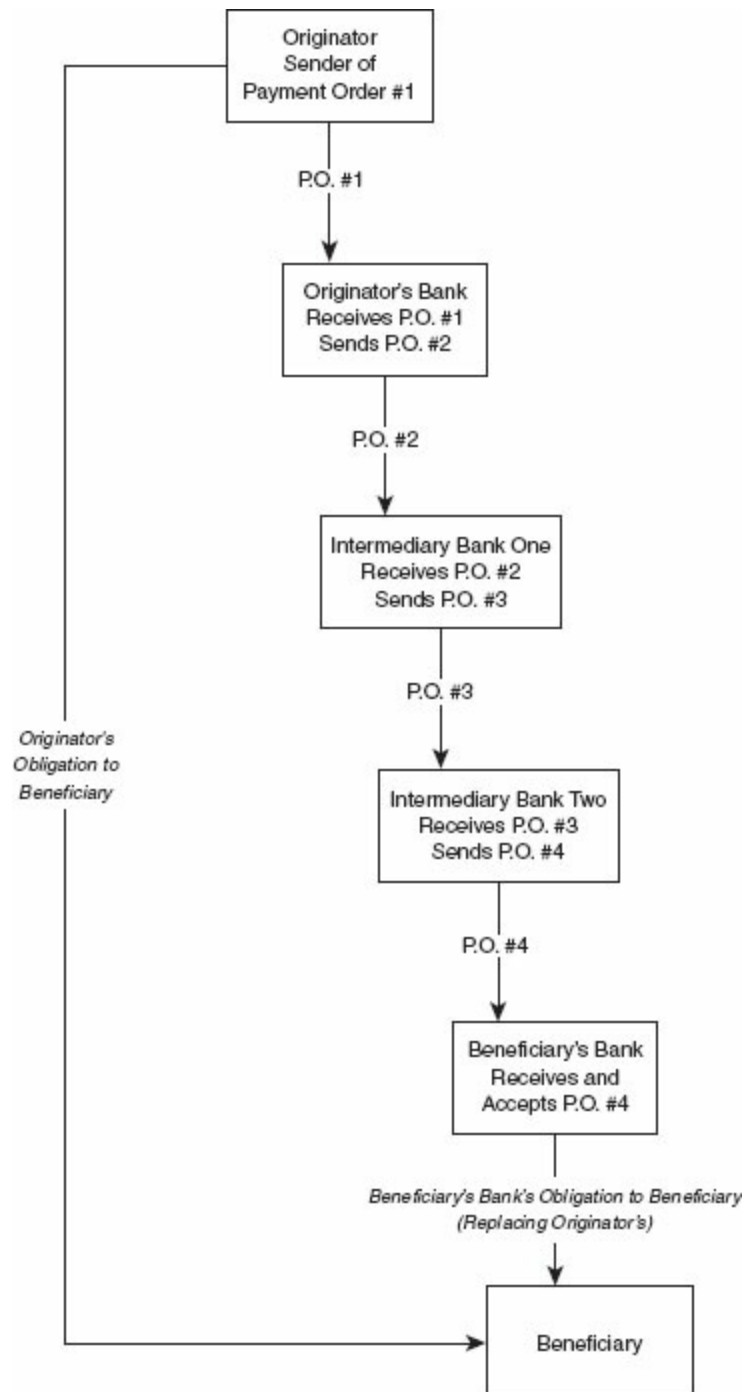 Originator
Sender of
Payment Order #1
P.O. #1
Originator's Bank
Receives P.O. #1
Sends P.O. #2
P.O. #2
Intermediary Bank One
Receives P.O. #2
Sends P.O. #3
P.O. #3
Originator's
Obligation to
Beneficiary
Intermediary Bank Two
Receives P.O. #3
Sends P.O. #4
P.O. #4
Beneficiary's Bank
Receives and
Accepts P.O. #4
Beneficiary's Bank's Obligation to Beneficiary
(Replacing Originator's)
Beneficiary